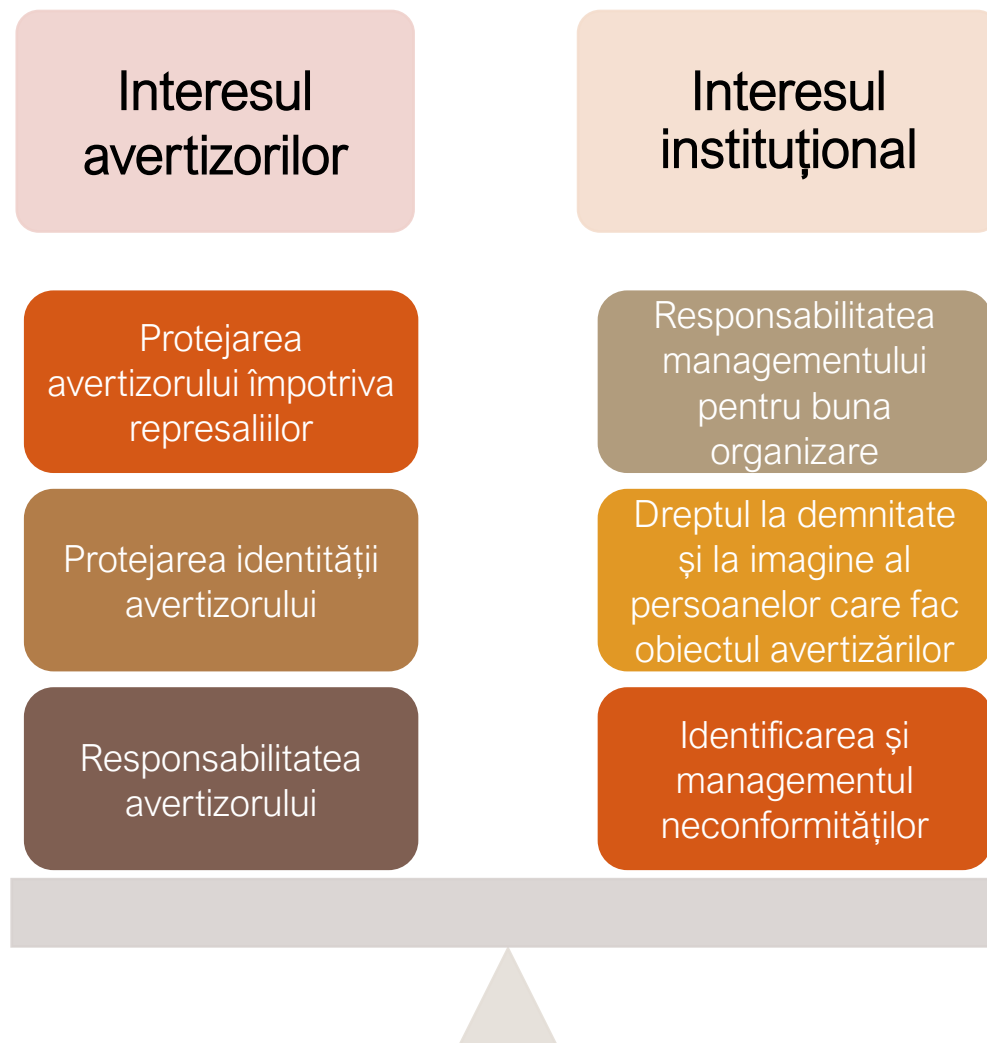 Interesul
avertizorilor
Interesul
instituțional
Protejarea
avertizorului împotriva
represaliilor
Protejarea identității
avertizorului
Responsabilitatea
avertizorului
Responsabilitatea
managementului
pentru buna
organizare
Dreptul la demnitate
și la imagine al
persoanelor care fac
obiectul avertizărilor
Identificarea și
managementul
neconformităților